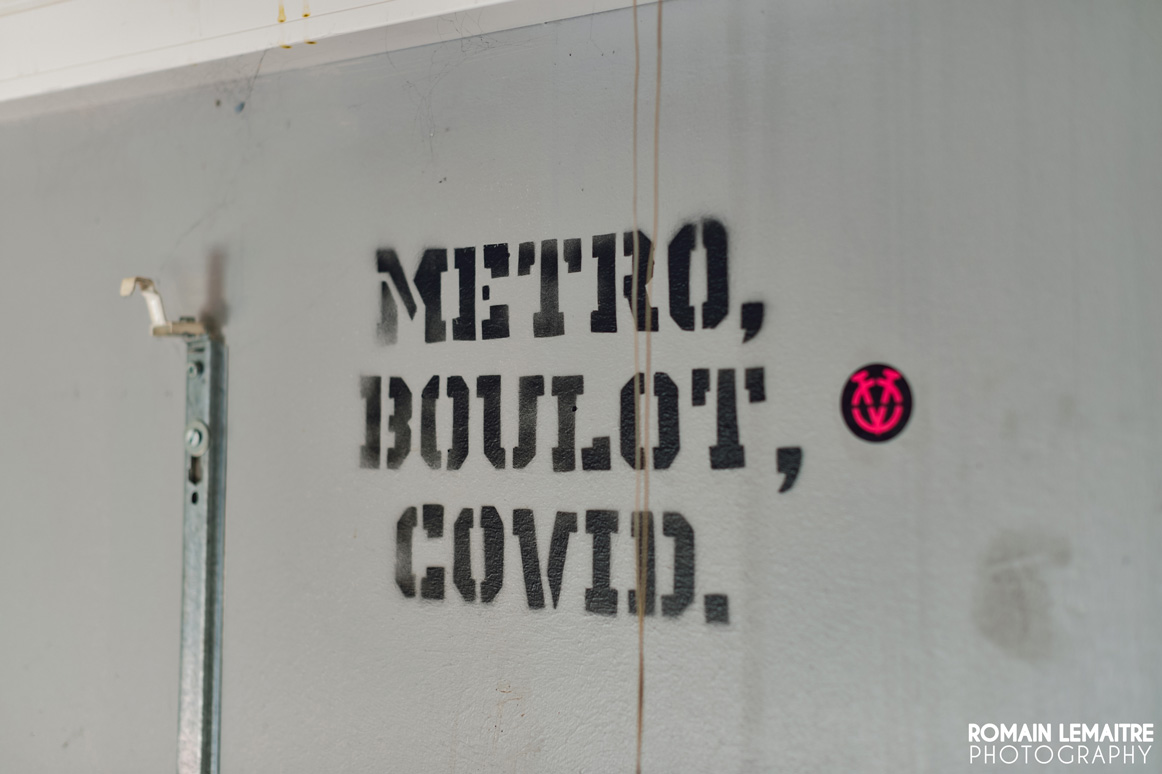 METRO,
BOULOT,
COVID.
ROMAIN LEMAITRE
PHOTOGRAPHY